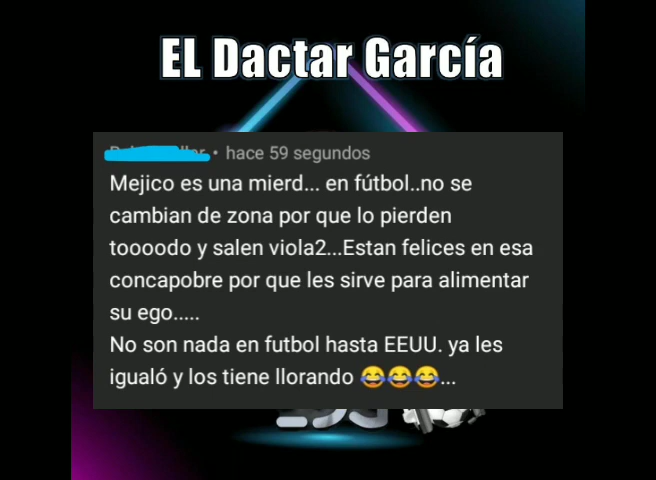 EL Dactar García
• hace 59 segundos
Mejico es una mierd... en fútbol..no se
cambian de zona por que lo pierden
toooodo y salen viola2...Estan felices en esa
concapobre por que les sirve para alimentar
su ego.....
No son nada en futbol hasta EEUU. ya les
igualó y los tiene llorando 😂😂😂...